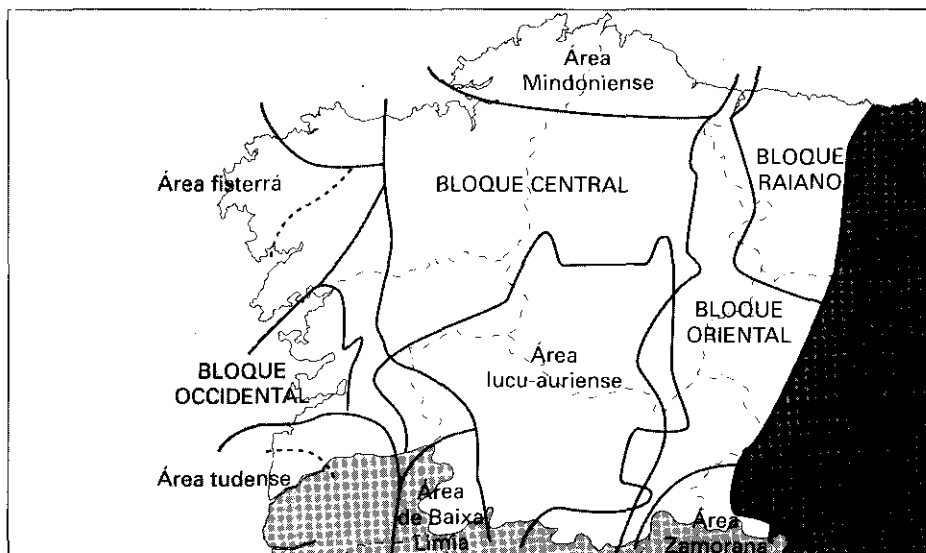 Área
Mindoniense
Área fisterrá
BLOQUE CENTRAL
BLOQUE
RAIANO
BLOQUE
ORIENTAL
BLOQUE
OCCIDENTAL
Área
lucu-auriense
Área tudense
Área
de Baixa
Limia
Área
Zamorana